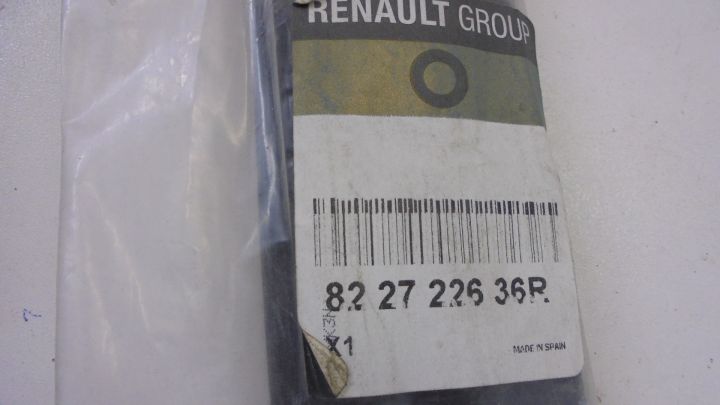 RENAULT GROUP
82 27 226 36R
X1
MADE IN SPAIN